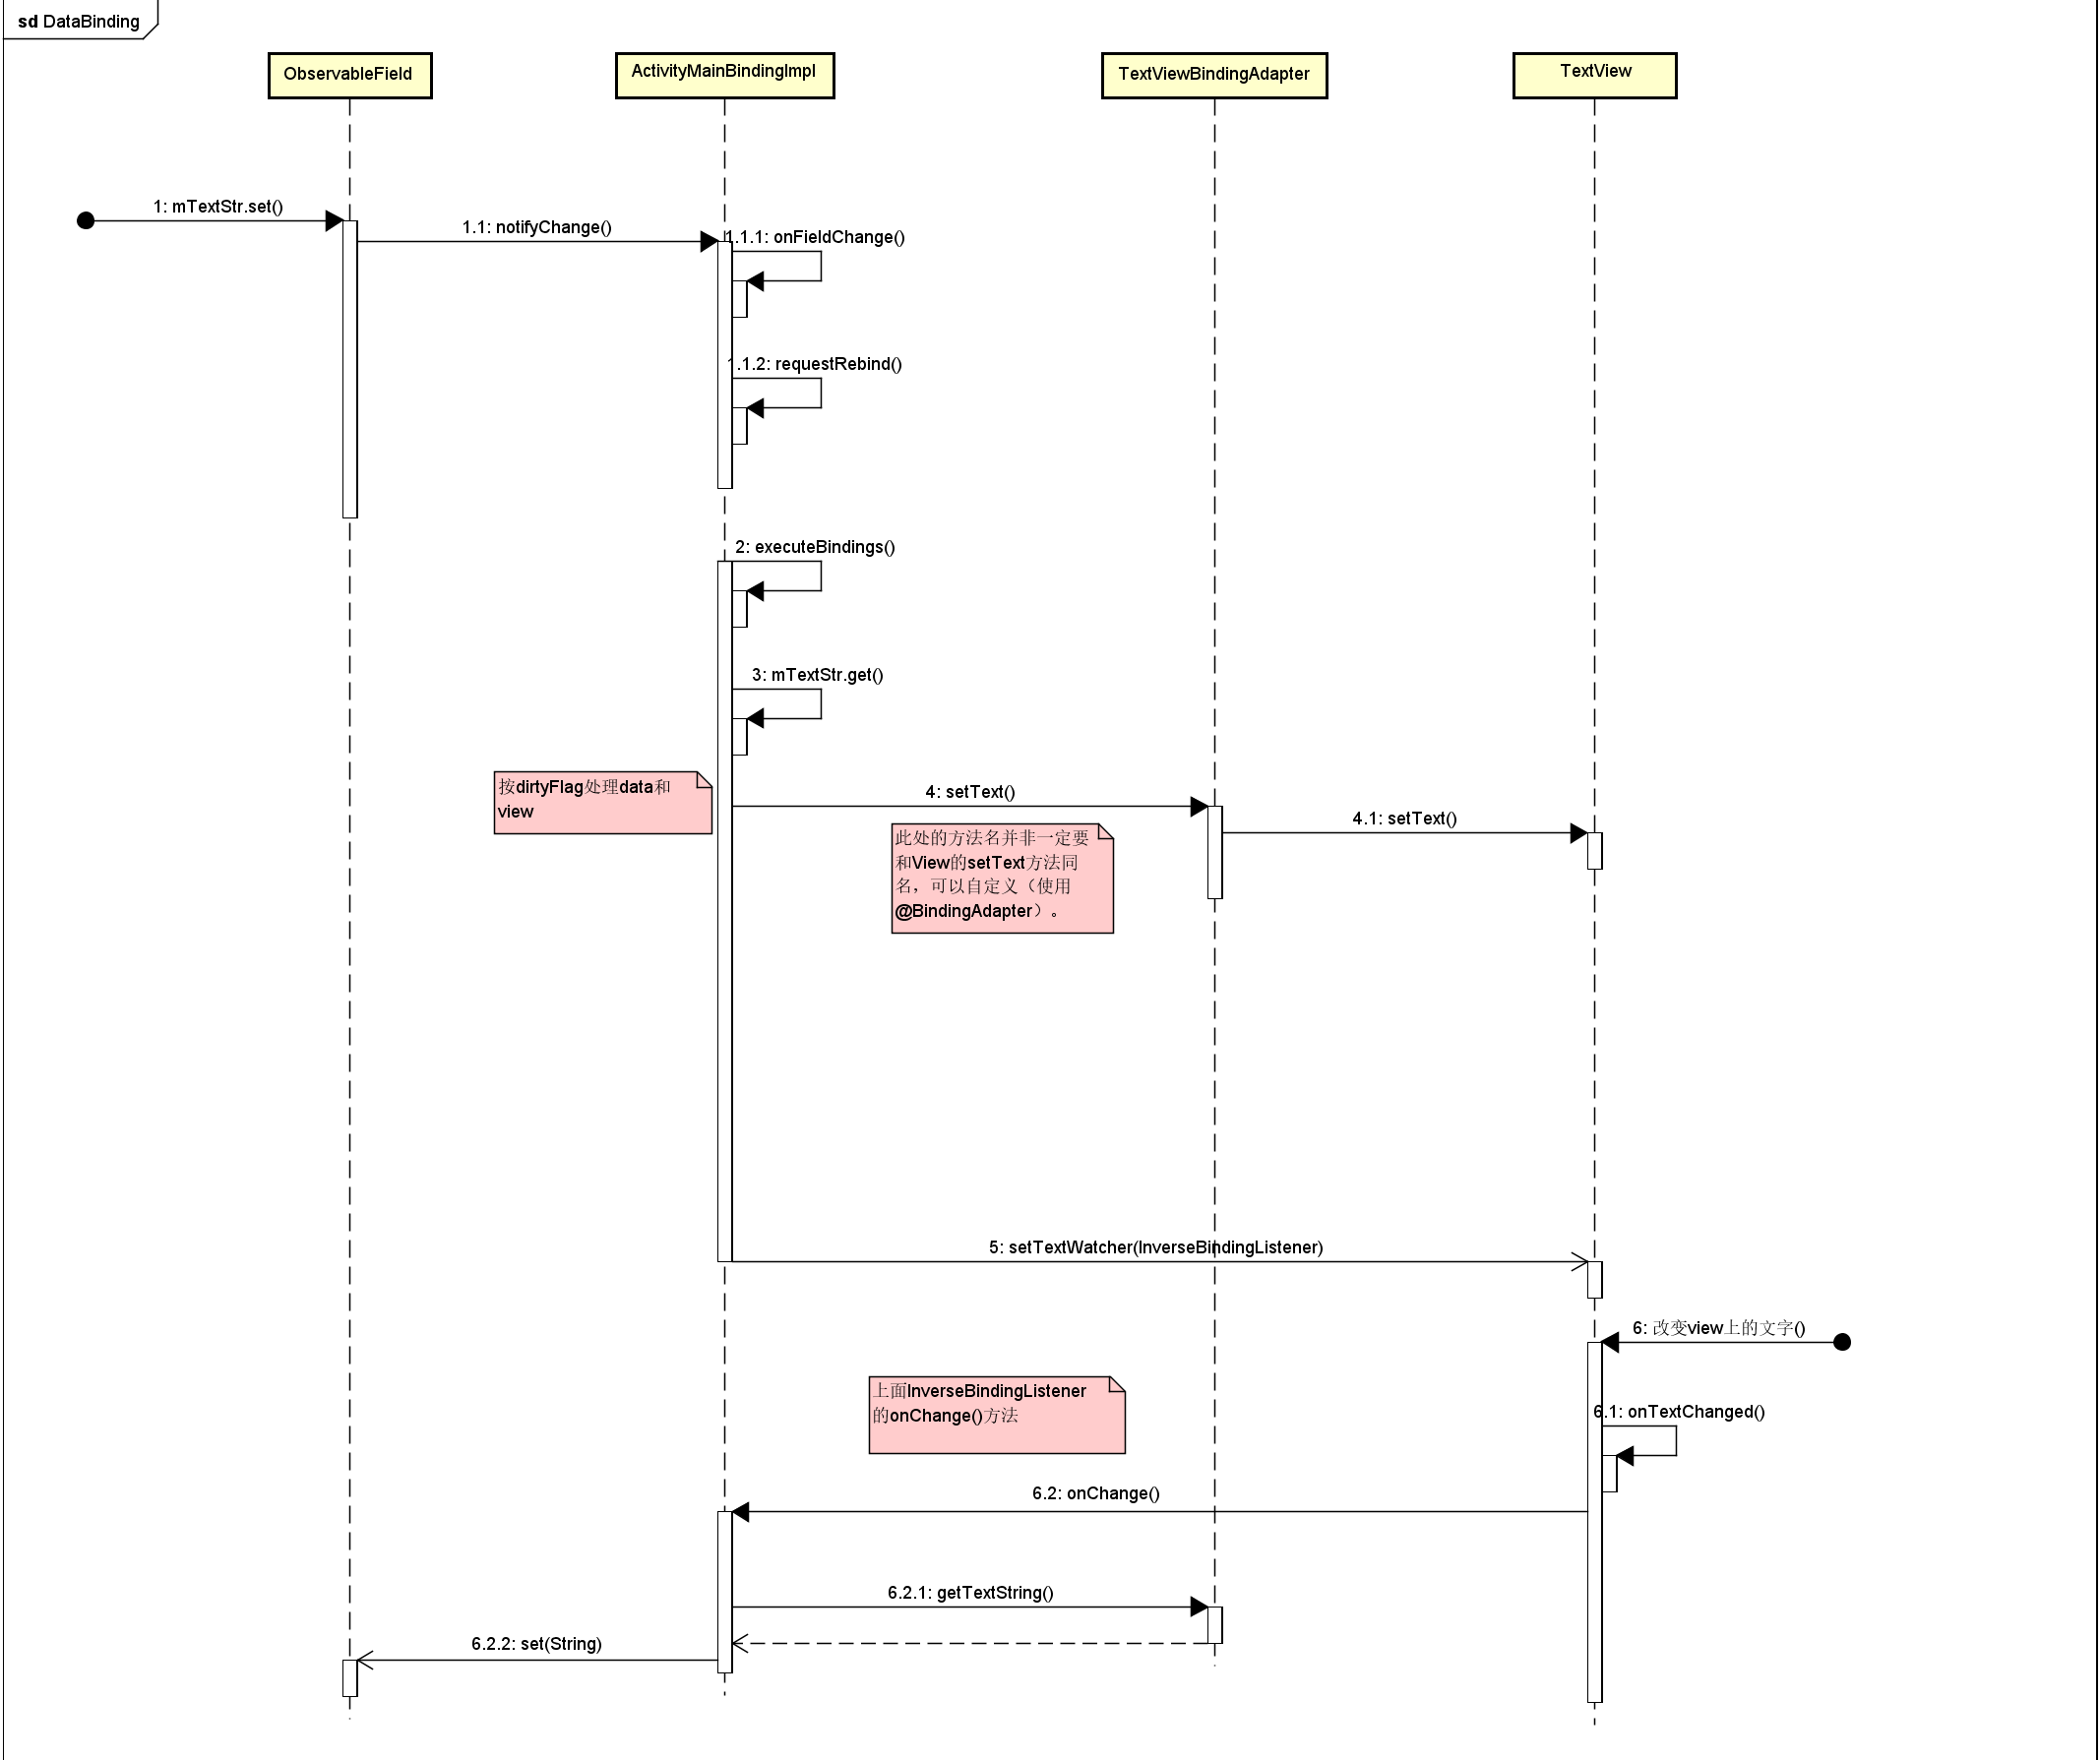 sd DataBinding
ObservableField
ActivityMainBindingImpl
TextViewBindingAdapter
TextView
1: mTextStr.set()
1.1: notifyChange()
1.1.1: onFieldChange()
1.1.2: requestRebind()
2: executeBindings()
3: mTextStr.get()
按dirtyFlag处理data和
view
4: setText()
4.1: setText()
此处的方法名并非一定要
和View的setText方法同
名，可以自定义（使用
@BindingAdapter）。
5: setTextWatcher(InverseBindingListener)
6: 改变view上的文字()
上面InverseBindingListener
的onChange()方法
6.1: onTextChanged()
6.2: onChange()
6.2.1: getTextString()
6.2.2: set(String)